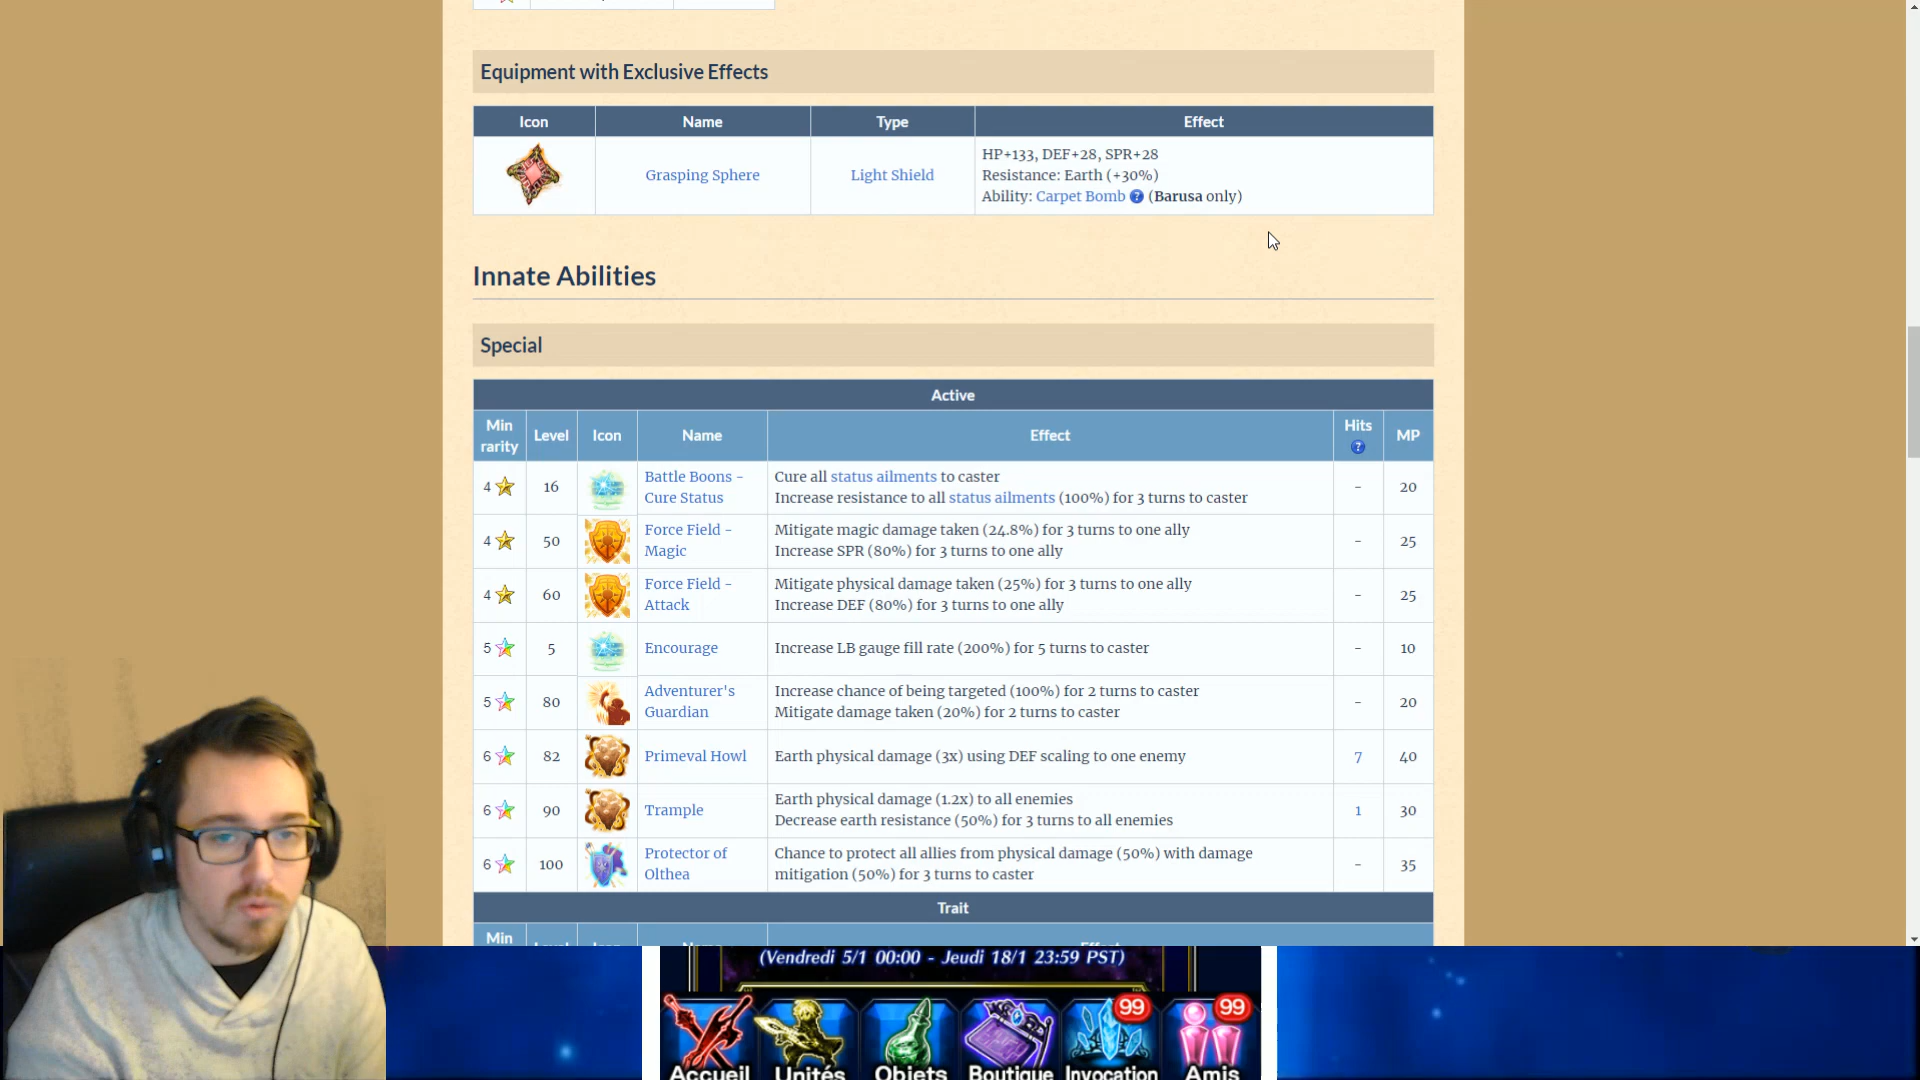 Equipment with Exclusive Effects
Icon Name Type Effect
Grasping Sphere Light Shield
HP+133, DEF+28, SPR+28
Resistance: Earth (+30%)
Ability: Carpet Bomb ? (Barusa only)
Innate Abilities
Special
Active
Min rarity Level Icon Name Effect Hits ? MP
4 16 Battle Boons - Cure Status
Cure all status ailments to caster
Increase resistance to all status ailments (100%) for 3 turns to caster
- 20
4 50 Force Field - Magic
Mitigate magic damage taken (24.8%) for 3 turns to one ally
Increase SPR (80%) for 3 turns to one ally
- 25
4 60 Force Field - Attack
Mitigate physical damage taken (25%) for 3 turns to one ally
Increase DEF (80%) for 3 turns to one ally
- 25
5 5 Encourage Increase LB gauge fill rate (200%) for 5 turns to caster - 10
5 80 Adventurer's Guardian
Increase chance of being targeted (100%) for 2 turns to caster
Mitigate damage taken (20%) for 2 turns to caster
- 20
6 82 Primeval Howl Earth physical damage (3x) using DEF scaling to one enemy 7 40
6 90 Trample
Earth physical damage (1.2x) to all enemies
Decrease earth resistance (50%) for 3 turns to all enemies
1 30
6 100 Protector of Olthea
Chance to protect all allies from physical damage (50%) with damage
mitigation (50%) for 3 turns to caster
- 35
Trait
Min
(Vendredi 5/1 00:00 - Jeudi 18/1 23:59 PST)
99 99
Accueil Unités Objets Boutique Invocation Amis